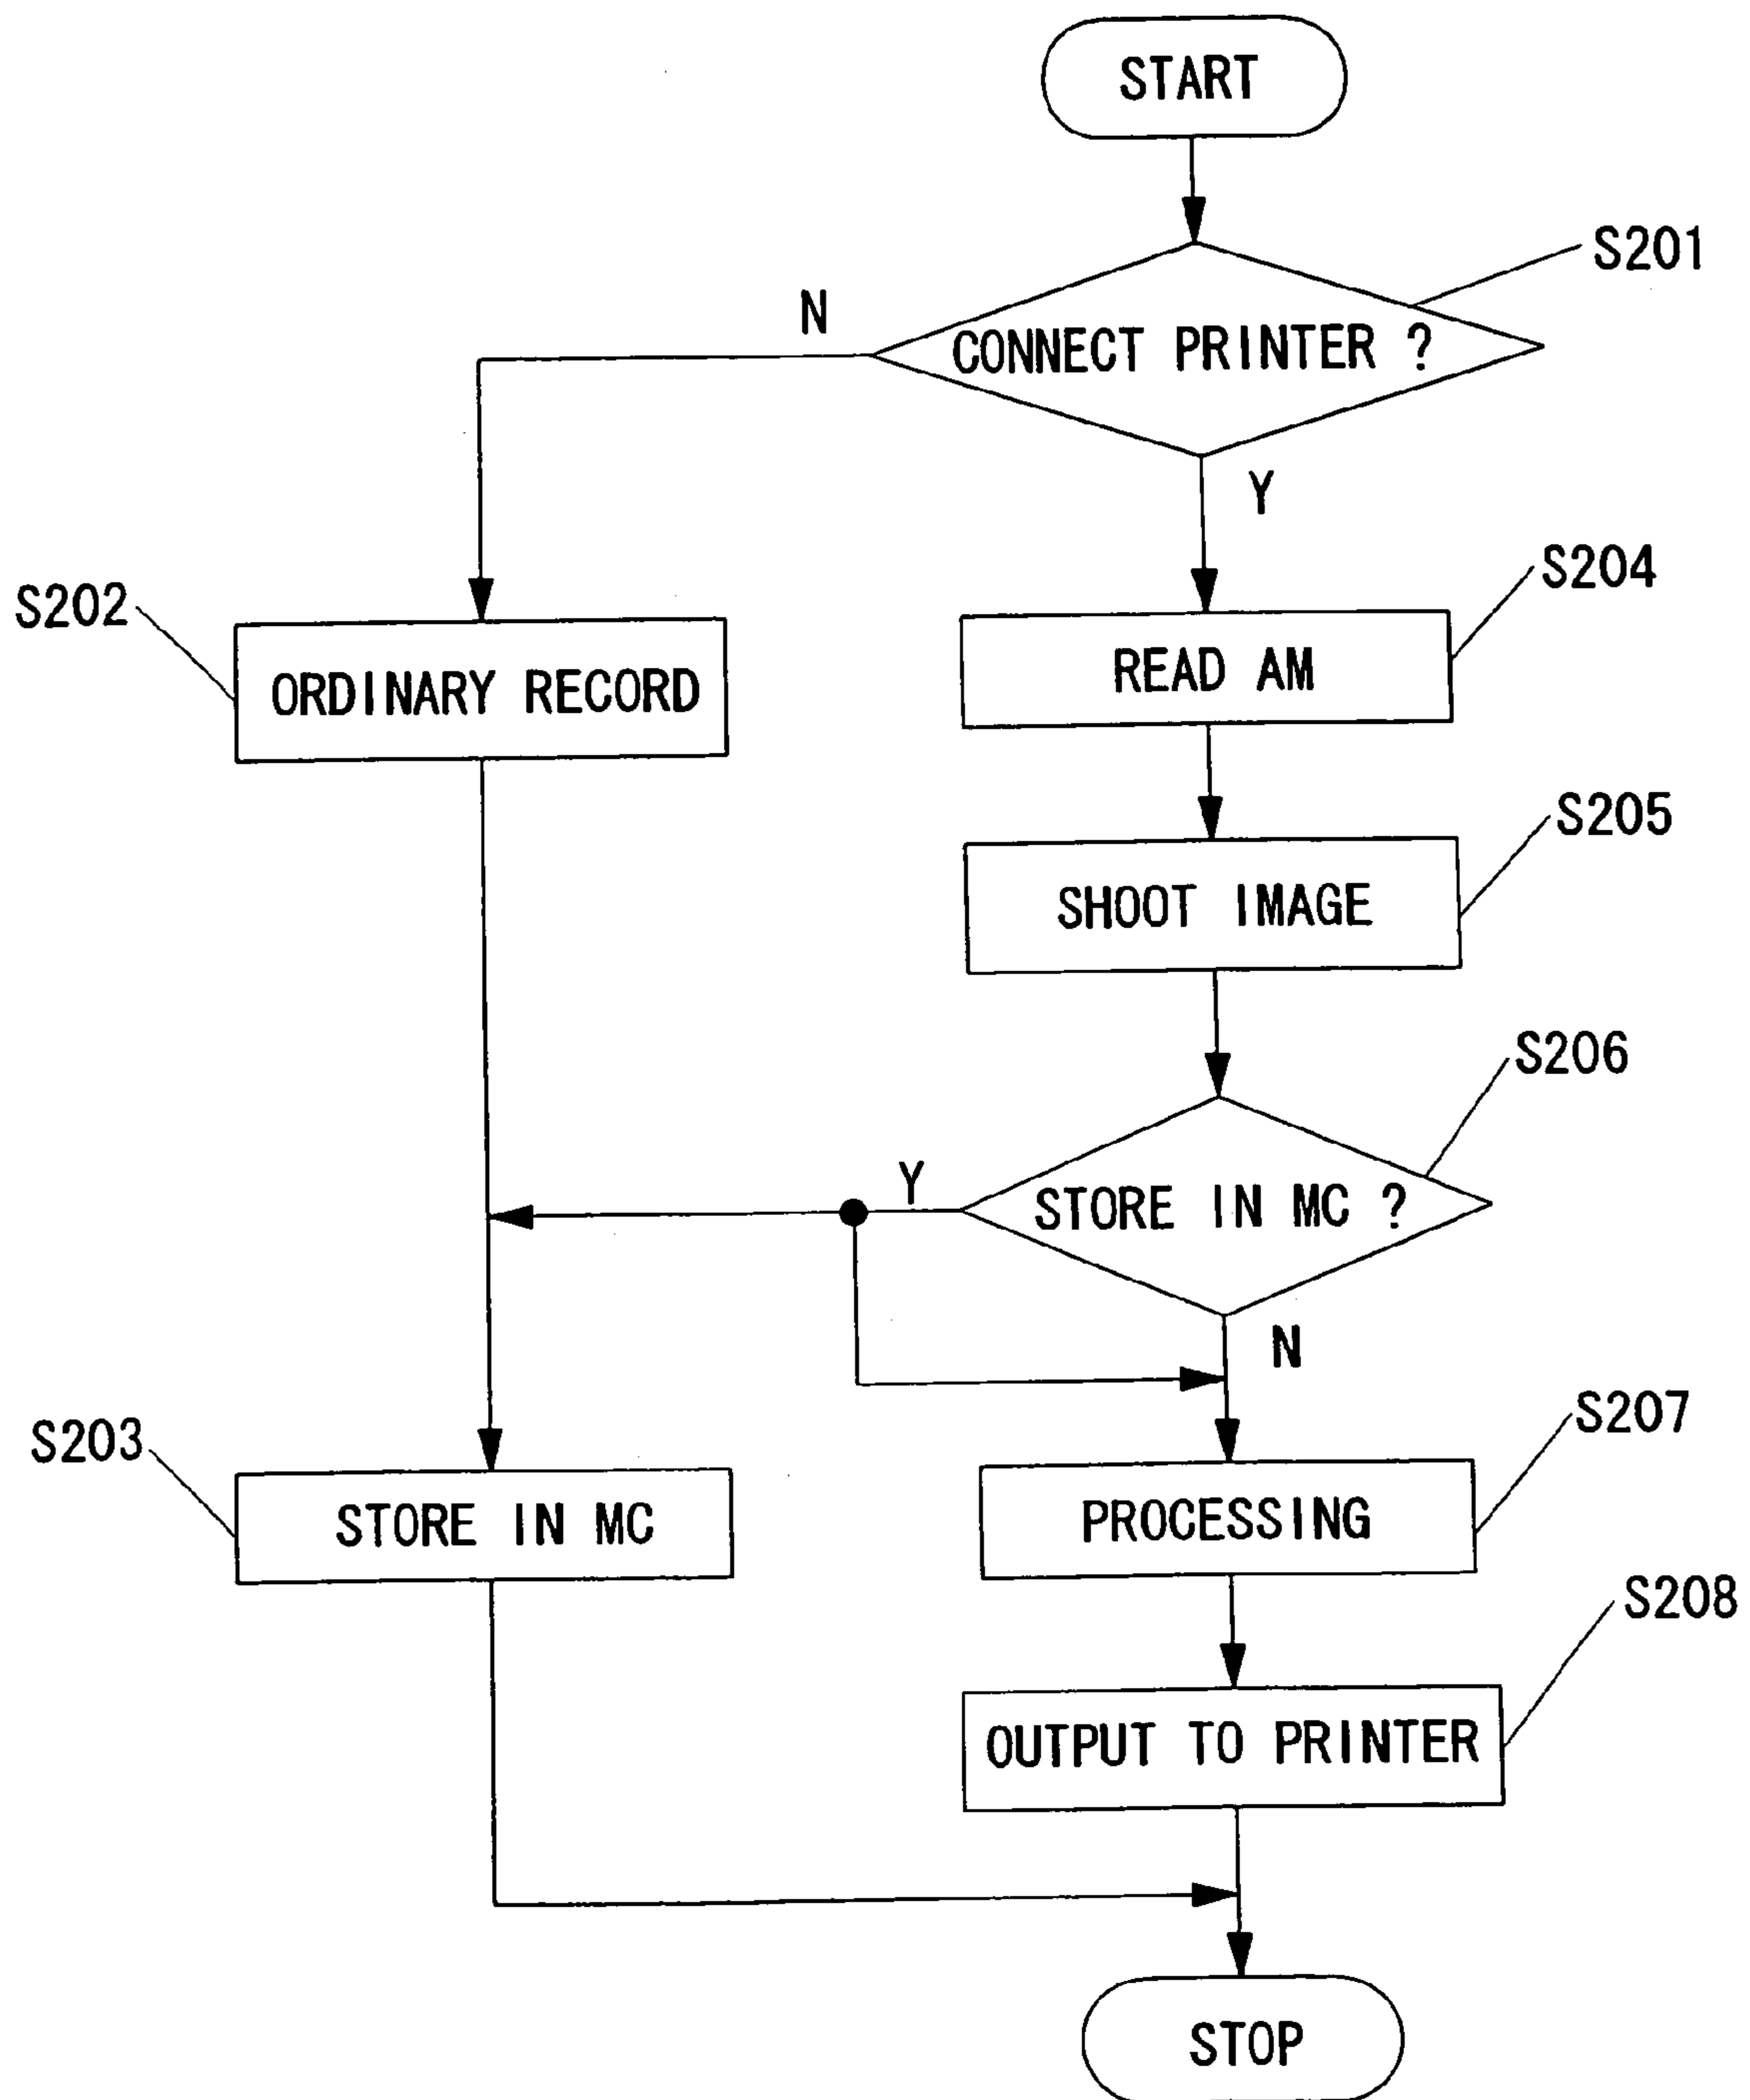 START
S201
N
CONNECT PRINTER ?
Y
S204
S202
READ AM
ORDINARY RECORD
S205
SHOOT IMAGE
S206
Y
STORE IN MC ?
N
S207
S203
PROCESSING
STORE IN MC
S208
OUTPUT TO PRINTER
STOP